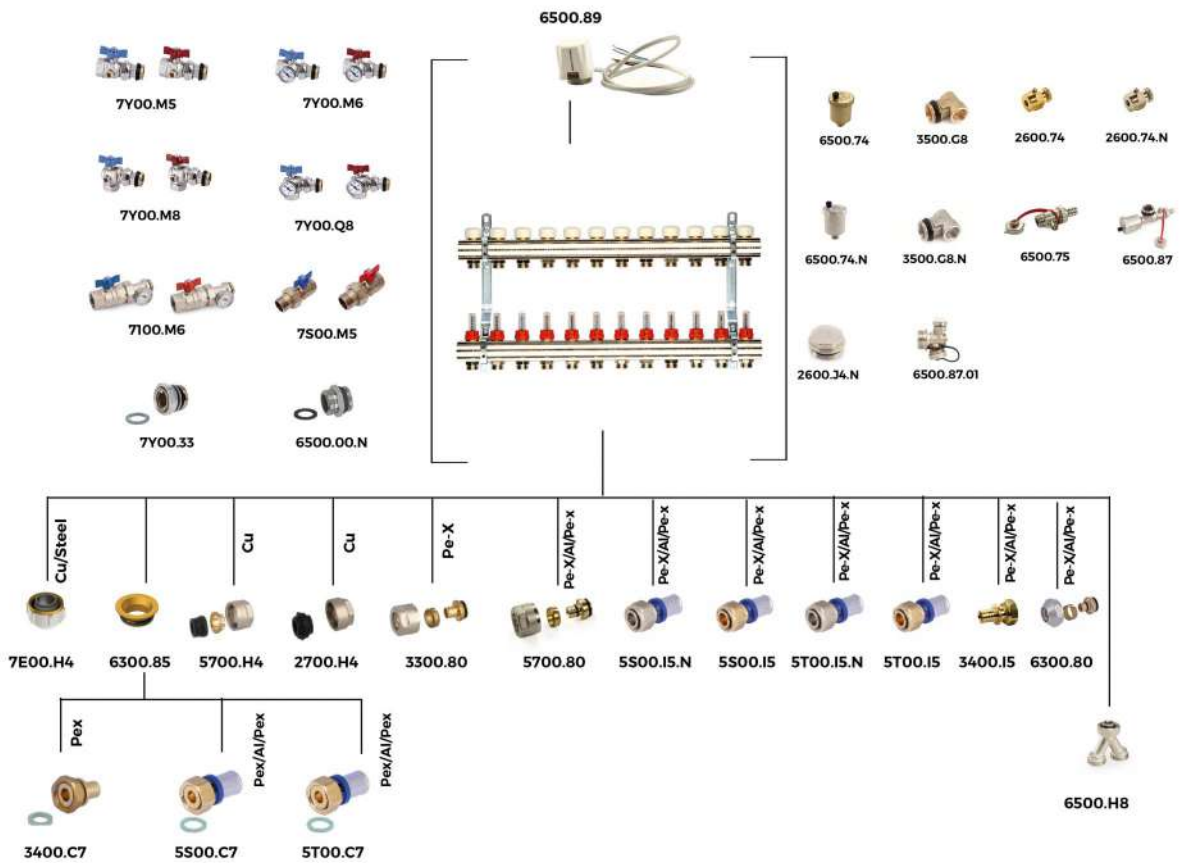 6500.89
7Y00.M5
7Y00.M6
7Y00.M8
7Y00.Q8
7100.M6
7S00.M5
7Y00.33
6500.00.N
6500.74
3500.G8
2600.74
2600.74.N
6500.74.N
3500.G8.N
6500.75
6500.87
2600.J4.N
6500.87.01
Cu/Steel
Cu
Cu
Pe-X
Pe-X/Al/Pe-x
Pe-X/Al/Pe-x
Pe-X/Al/Pe-x
Pe-X/Al/Pe-x
Pe-X/Al/Pe-x
Pe-x
Pe-X/Al/Pe-x
7E00.H4
6300.85
5700.H4
2700.H4
3300.80
5700.80
5S00.I5.N
5S00.I5
5T00.I5.N
5T00.I5
3400.I5
6300.80
Pex
Pex/Al/Pex
Pex/Al/Pex
3400.C7
5S00.C7
5T00.C7
6500.H8